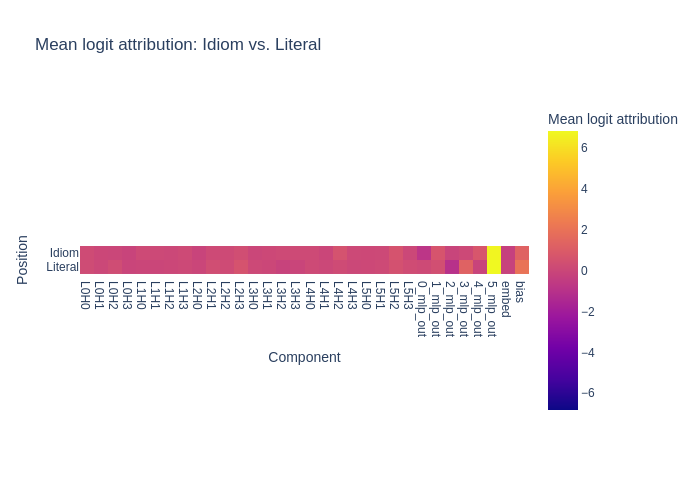 Mean logit attribution: Idiom vs. Literal
Mean logit attribution
6
4
2
0
−2
−4
−6
Position
Idiom
Literal
L0H0
L0H1
L0H2
L0H3
L1H0
L1H1
L1H2
L1H3
L2H0
L2H1
L2H2
L2H3
L3H0
L3H1
L3H2
L3H3
L4H0
L4H1
L4H2
L4H3
L5H0
L5H1
L5H2
L5H3
0_mlp_out
1_mlp_out
2_mlp_out
3_mlp_out
4_mlp_out
5_mlp_out
embed
bias
Component